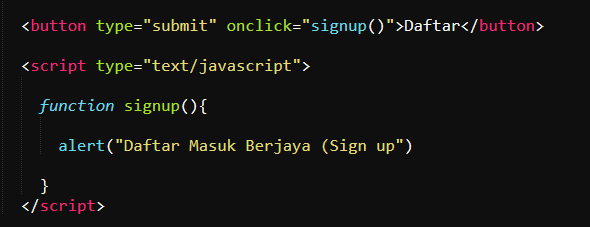 <button type="submit" onclick="signup()">Daftar</button>
<script type="text/javascript">
function signup(){
alert("Daftar Masuk Berjaya (Sign up")
}
</script>